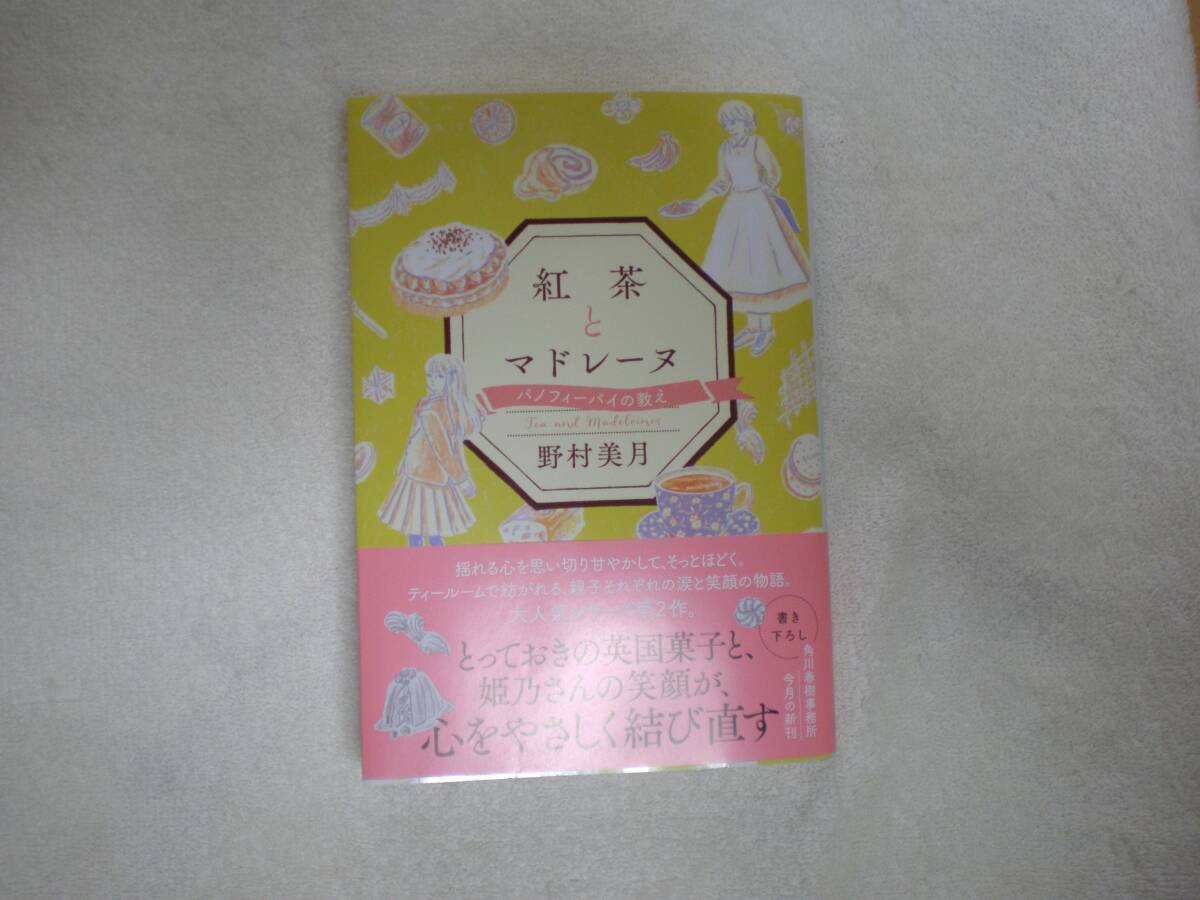 紅茶
と
マドレーヌ
バノフィーパイの教え
Tea and Madeleines
野村美月
揺れる心を思い切り甘やかして、そっとほどく。
ティールームで紡がれる、親子それぞれの涙と笑顔の物語。
大人気シリーズ第2作。
書き
下ろし
とっておきの英国菓子と、
姫乃さんの笑顔が、
心をやさしく結び直す
角川春樹事務所
今月の新刊